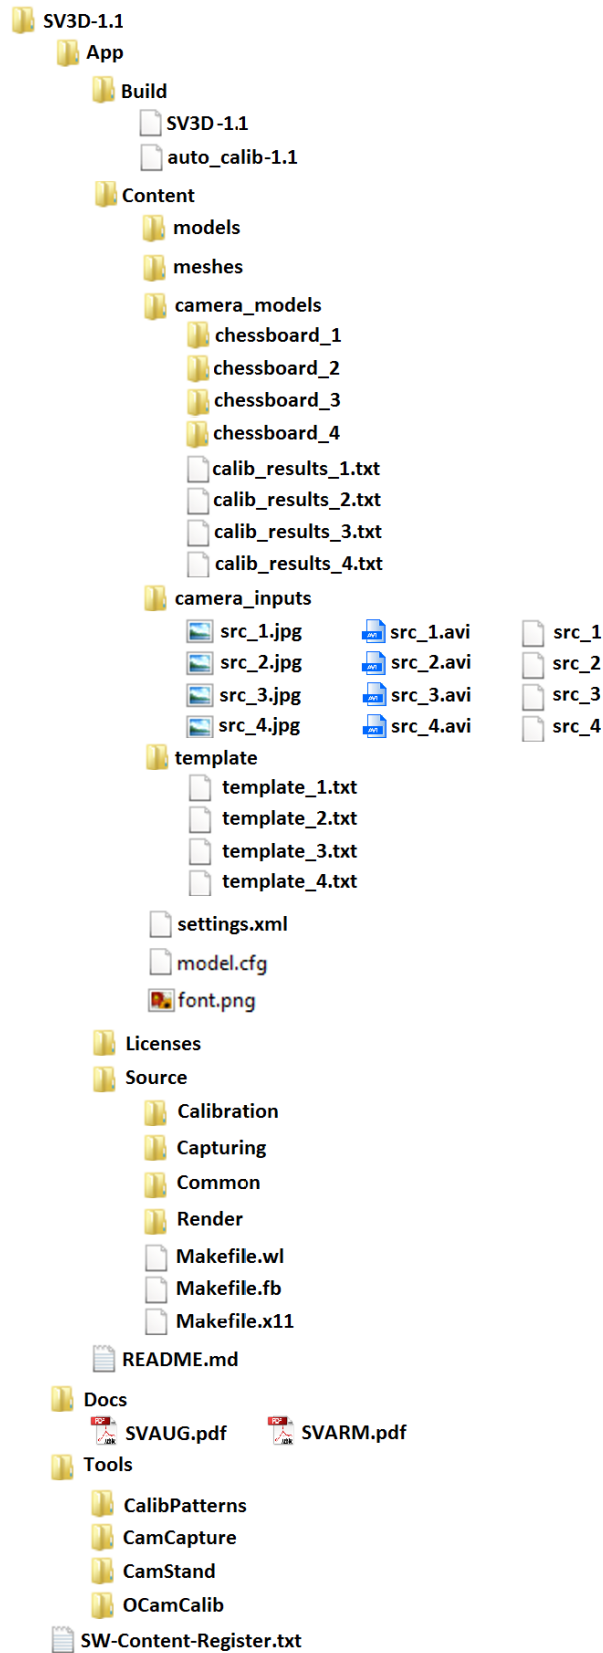 SV3D-1.1
App
Build
SV3D-1.1
auto_calib-1.1
Content
models
meshes
camera_models
chessboard_1
chessboard_2
chessboard_3
chessboard_4
calib_results_1.txt
calib_results_2.txt
calib_results_3.txt
calib_results_4.txt
camera_inputs
src_1.jpg src_1.avi src_1
src_2.jpg src_2.avi src_2
src_3.jpg src_3.avi src_3
src_4.jpg src_4.avi src_4
template
template_1.txt
template_2.txt
template_3.txt
template_4.txt
settings.xml
model.cfg
font.png
Licenses
Source
Calibration
Capturing
Common
Render
Makefile.wl
Makefile.fb
Makefile.x11
README.md
Docs
SVAUG.pdf SVARM.pdf
Tools
CalibPatterns
CamCapture
CamStand
OCamCalib
SW-Content-Register.txt